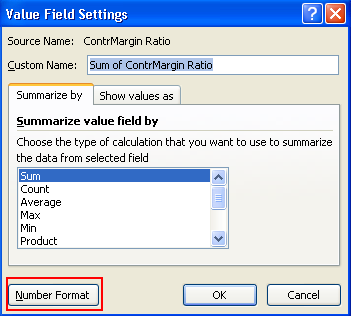 Value Field Settings
Source Name: ContrMargin Ratio
Custom Name: Sum of ContrMargin Ratio
Summarize by Show values as
Summarize value field by
Choose the type of calculation that you want to use to summarize
the data from selected field
Sum
Count
Average
Max
Min
Product
Number Format OK Cancel